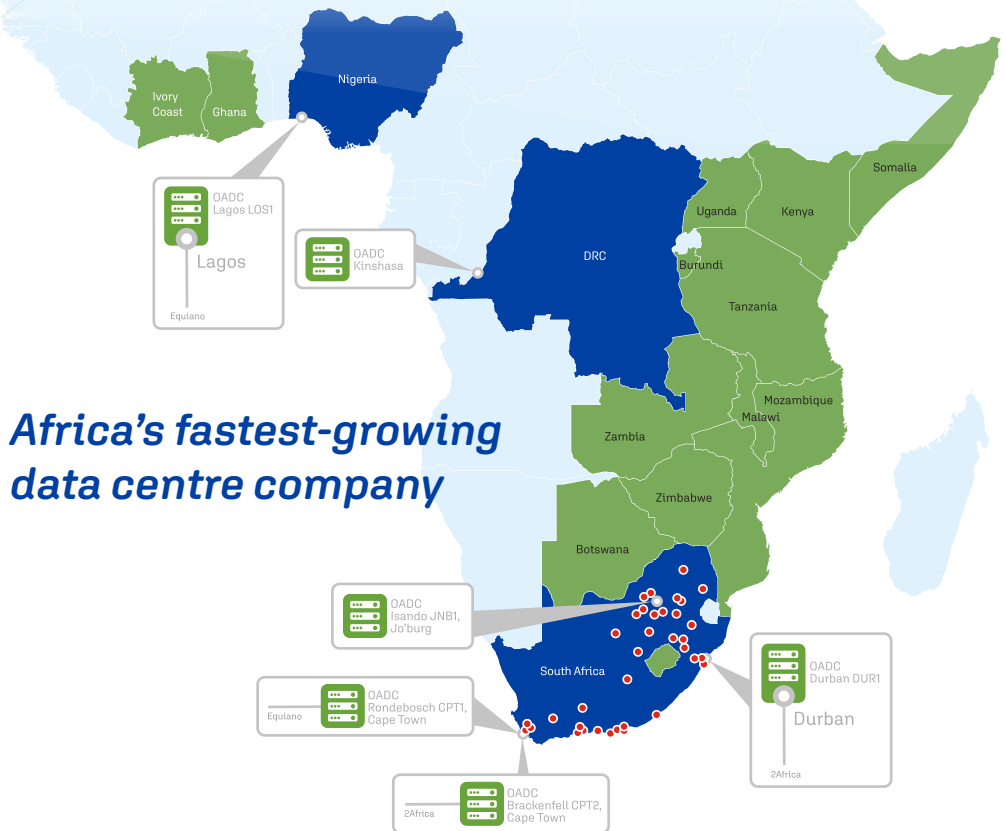 Nigeria
Ivory
Coast
Ghana
Somalia
Uganda
Kenya
OADC
Lagos LOS1
Lagos
Equiano
OADC
Kinshasa
DRC
Burundi
Tanzania
Africa's fastest-growing
data centre company
Mozambique
Malawi
Zambia
Zimbabwe
Botswana
OADC
Isando JNB1,
Jo'burg
South Africa
OADC
Durban DUR1
Durban
2Africa
Equiano
OADC
Rondebosch CPT1,
Cape Town
2Africa
OADC
Brackenfell CPT2,
Cape Town